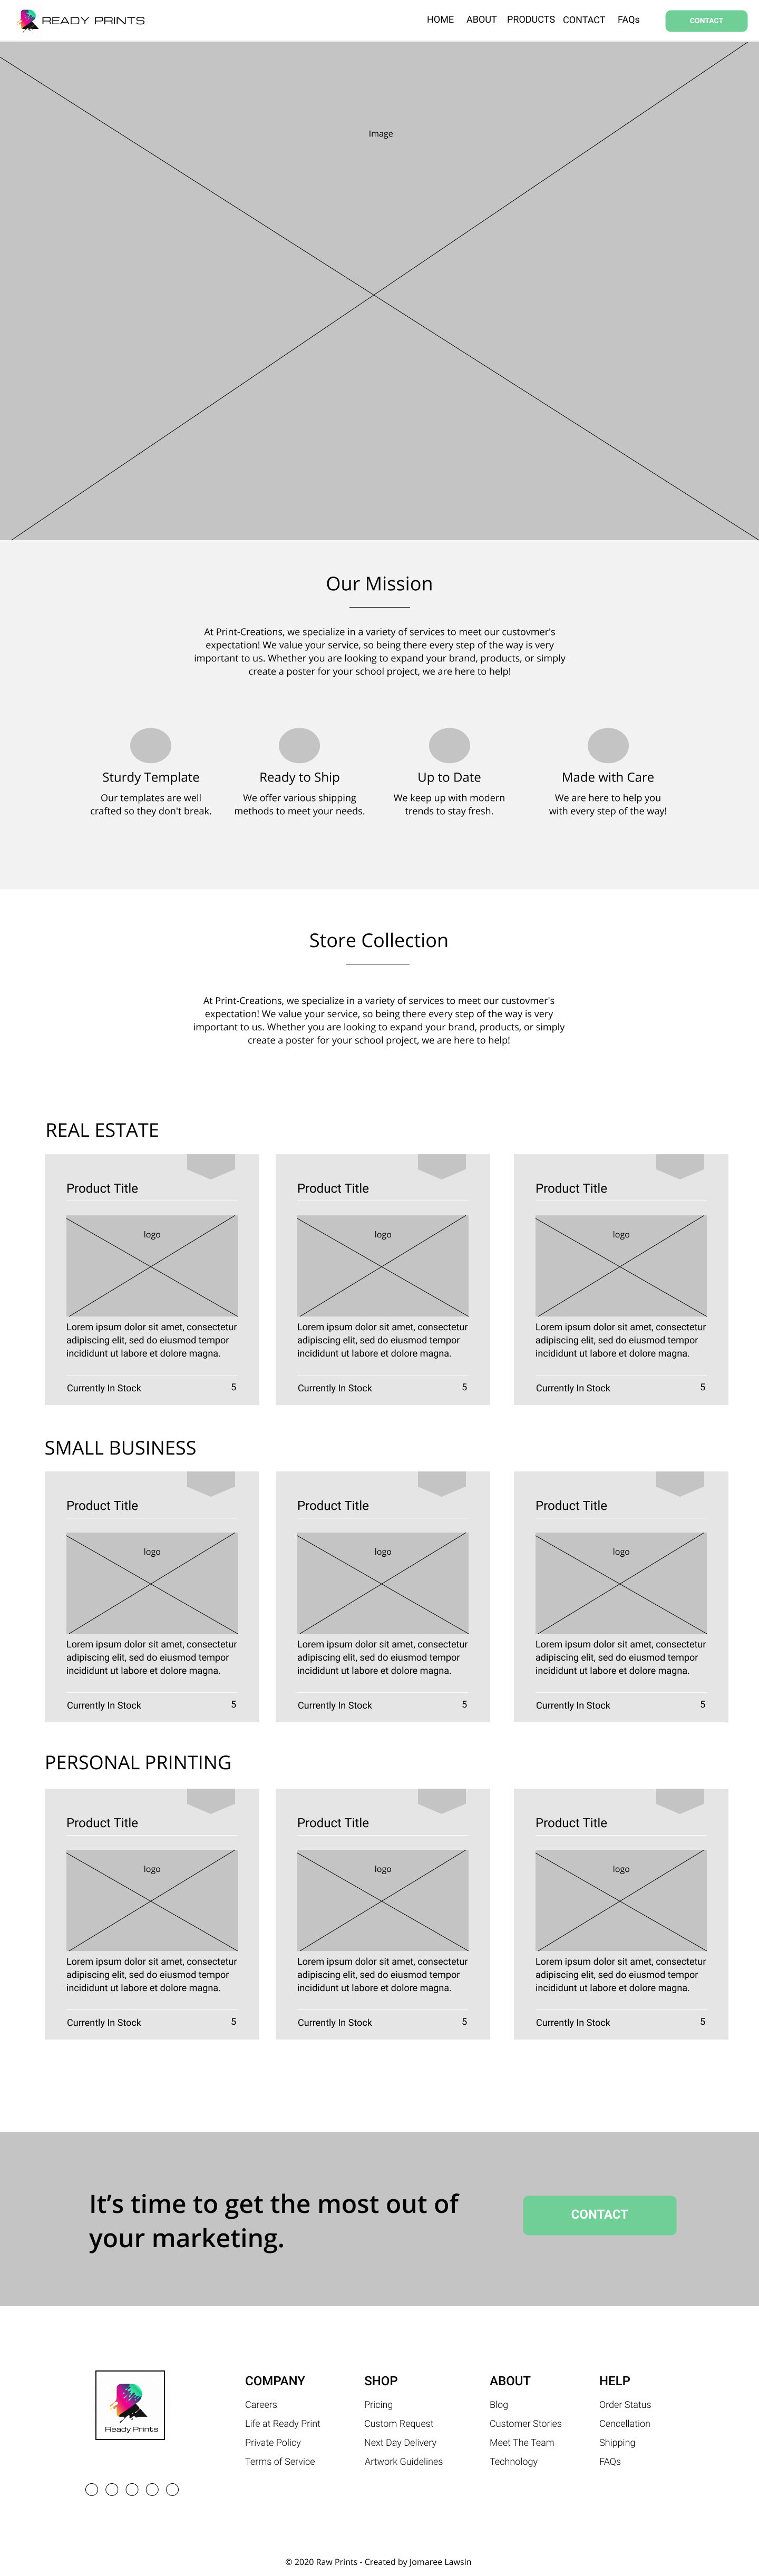 READY PRINTS
HOME ABOUT PRODUCTS CONTACT FAQs CONTACT
Image
Our Mission
At Print-Creations, we specialize in a variety of services to meet our custovmer's
expectation! We value your service, so being there every step of the way is very
important to us. Whether you are looking to expand your brand, products, or simply
create a poster for your school project, we are here to help!
Sturdy Template
Our templates are well
crafted so they don't break.
Ready to Ship
We offer various shipping
methods to meet your needs.
Up to Date
We keep up with modern
trends to stay fresh.
Made with Care
We are here to help you
with every step of the way!
Store Collection
At Print-Creations, we specialize in a variety of services to meet our custovmer's
expectation! We value your service, so being there every step of the way is very
important to us. Whether you are looking to expand your brand, products, or simply
create a poster for your school project, we are here to help!
REAL ESTATE
Product Title
logo
Lorem ipsum dolor sit amet, consectetur
adipiscing elit, sed do eiusmod tempor
incididunt ut labore et dolore magna.
Currently In Stock 5
Product Title
logo
Lorem ipsum dolor sit amet, consectetur
adipiscing elit, sed do eiusmod tempor
incididunt ut labore et dolore magna.
Currently In Stock 5
Product Title
logo
Lorem ipsum dolor sit amet, consectetur
adipiscing elit, sed do eiusmod tempor
incididunt ut labore et dolore magna.
Currently In Stock 5
SMALL BUSINESS
Product Title
logo
Lorem ipsum dolor sit amet, consectetur
adipiscing elit, sed do eiusmod tempor
incididunt ut labore et dolore magna.
Currently In Stock 5
Product Title
logo
Lorem ipsum dolor sit amet, consectetur
adipiscing elit, sed do eiusmod tempor
incididunt ut labore et dolore magna.
Currently In Stock 5
Product Title
logo
Lorem ipsum dolor sit amet, consectetur
adipiscing elit, sed do eiusmod tempor
incididunt ut labore et dolore magna.
Currently In Stock 5
PERSONAL PRINTING
Product Title
logo
Lorem ipsum dolor sit amet, consectetur
adipiscing elit, sed do eiusmod tempor
incididunt ut labore et dolore magna.
Currently In Stock 5
Product Title
logo
Lorem ipsum dolor sit amet, consectetur
adipiscing elit, sed do eiusmod tempor
incididunt ut labore et dolore magna.
Currently In Stock 5
Product Title
logo
Lorem ipsum dolor sit amet, consectetur
adipiscing elit, sed do eiusmod tempor
incididunt ut labore et dolore magna.
Currently In Stock 5
It’s time to get the most out of
your marketing.
CONTACT
Ready Prints
COMPANY
Careers
Life at Ready Print
Private Policy
Terms of Service
SHOP
Pricing
Custom Request
Next Day Delivery
Artwork Guidelines
ABOUT
Blog
Customer Stories
Meet The Team
Technology
HELP
Order Status
Cencellation
Shipping
FAQs
© 2020 Raw Prints - Created by Jomaree Lawsin